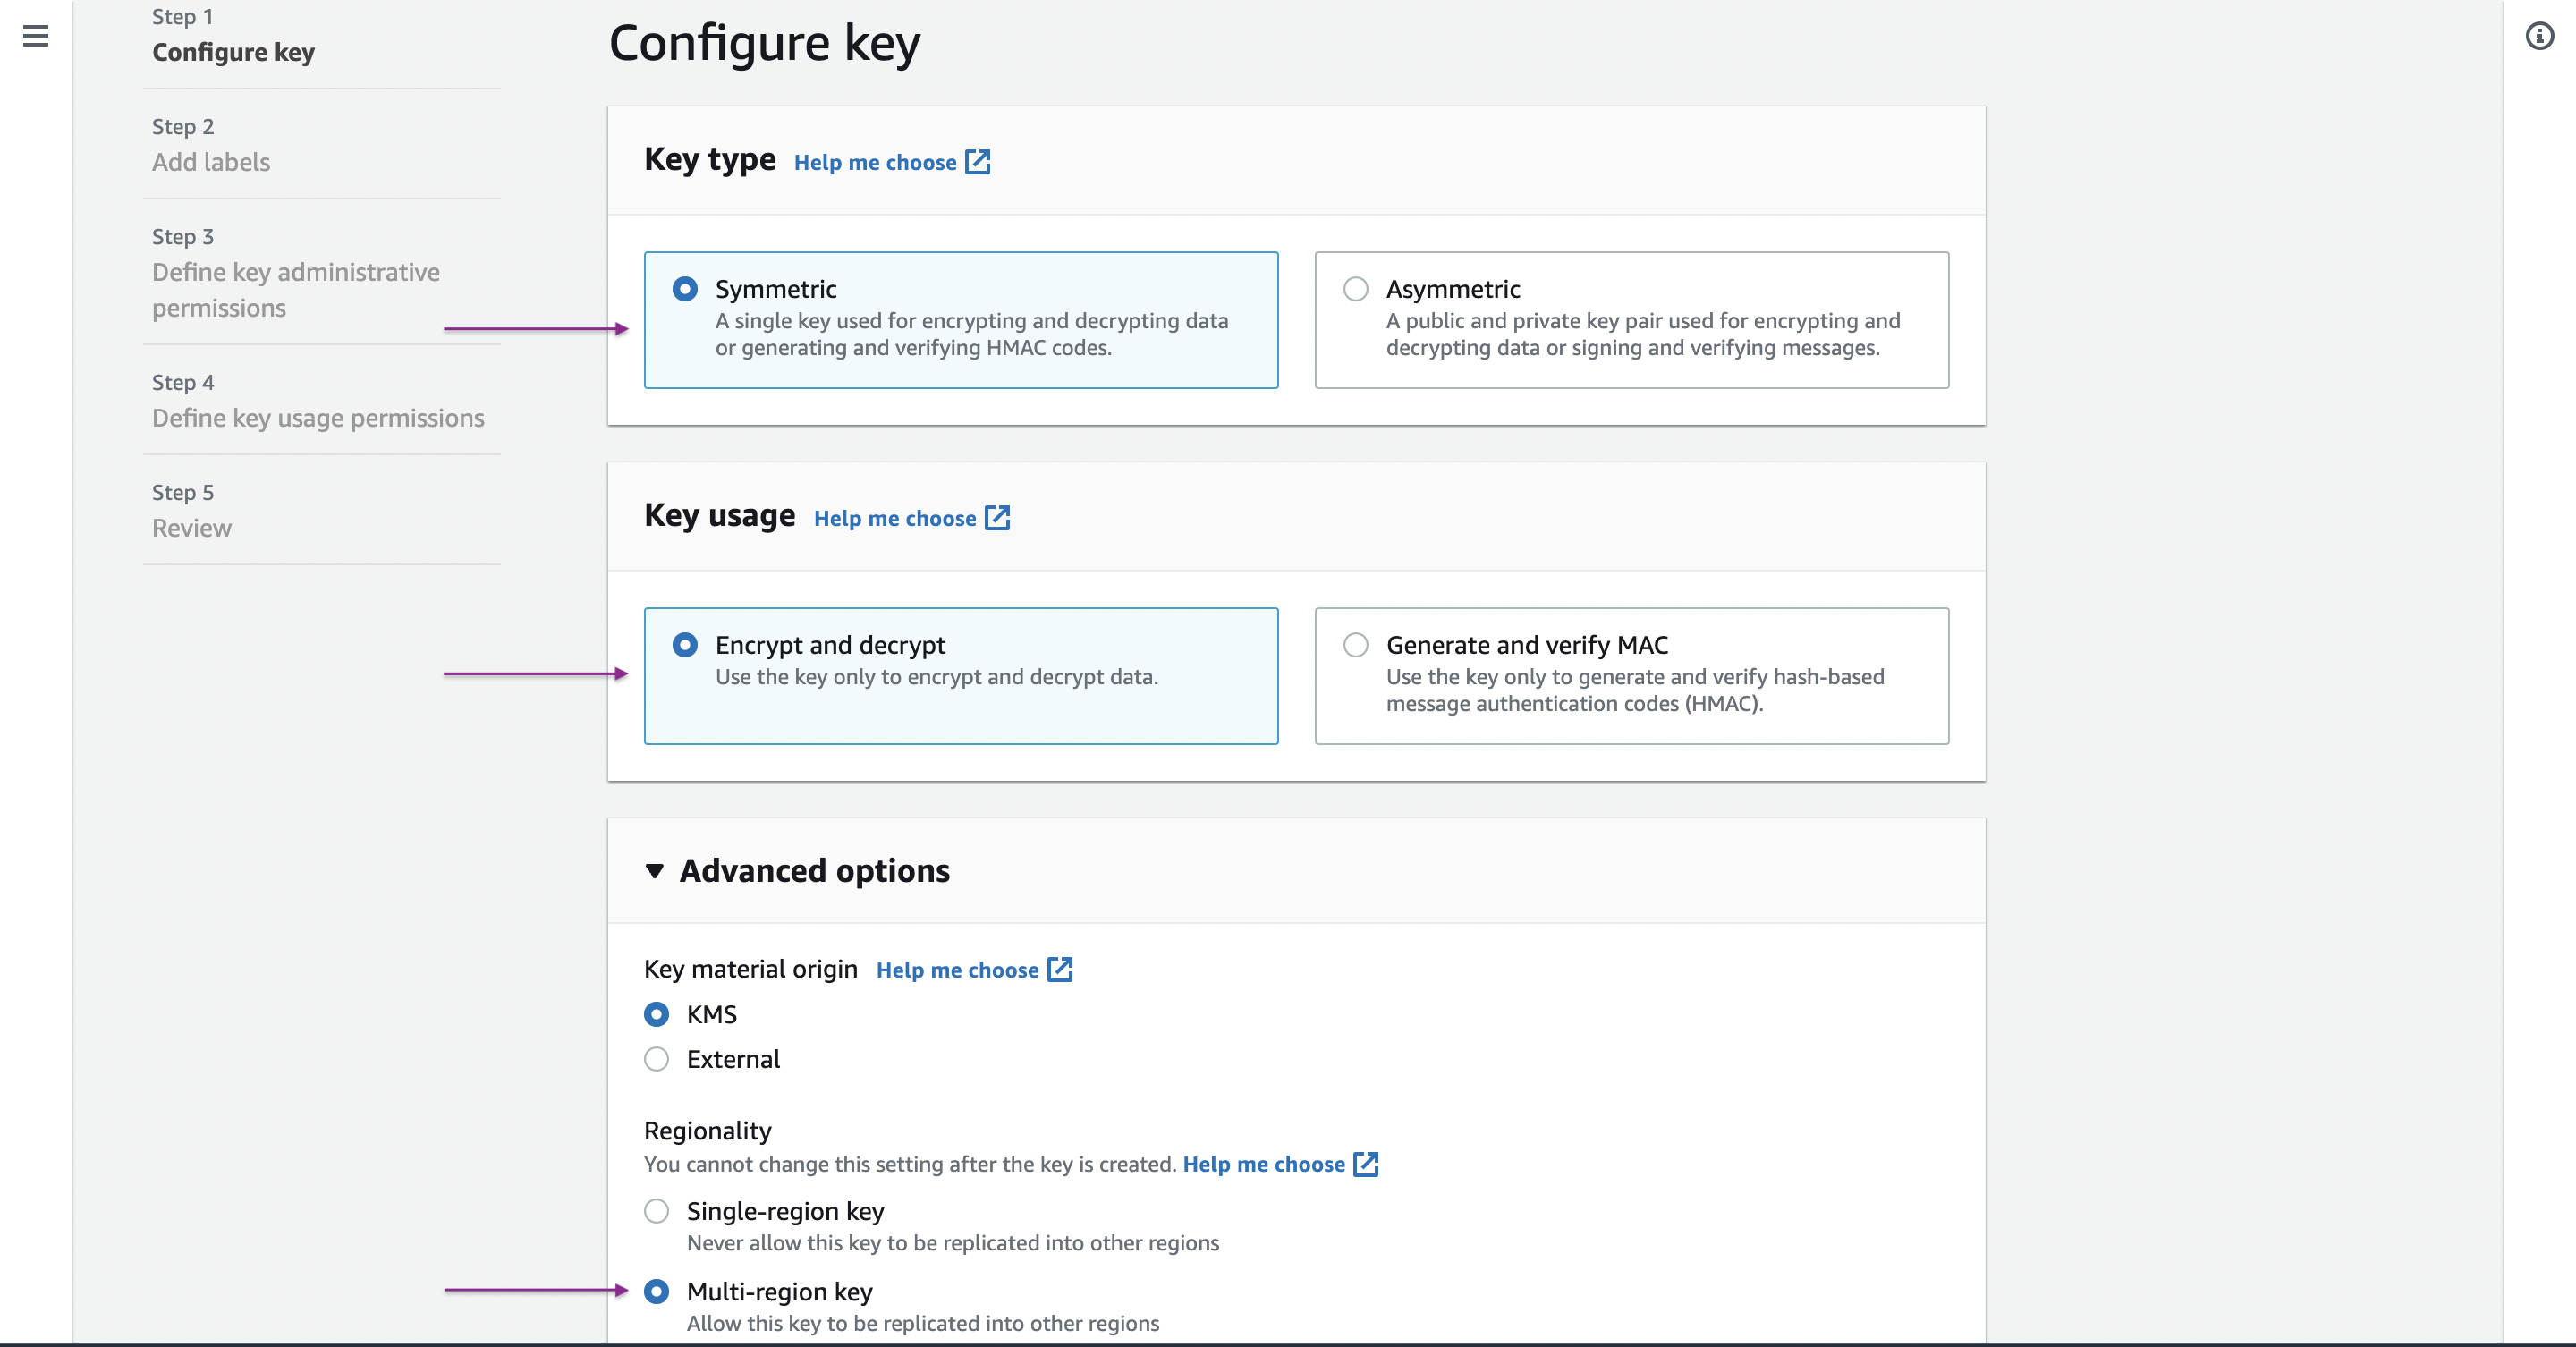 Step 1
Configure key
Step 2
Add labels
Step 3
Define key administrative
permissions
Step 4
Define key usage permissions
Step 5
Review
Configure key
Key type Help me choose
Symmetric
A single key used for encrypting and decrypting data
or generating and verifying HMAC codes.
Asymmetric
A public and private key pair used for encrypting and
decrypting data or signing and verifying messages.
Key usage Help me choose
Encrypt and decrypt
Use the key only to encrypt and decrypt data.
Generate and verify MAC
Use the key only to generate and verify hash-based
message authentication codes (HMAC).
Advanced options
Key material origin Help me choose
KMS
External
Regionality
You cannot change this setting after the key is created. Help me choose
Single-region key
Never allow this key to be replicated into other regions
Multi-region key
Allow this key to be replicated into other regions